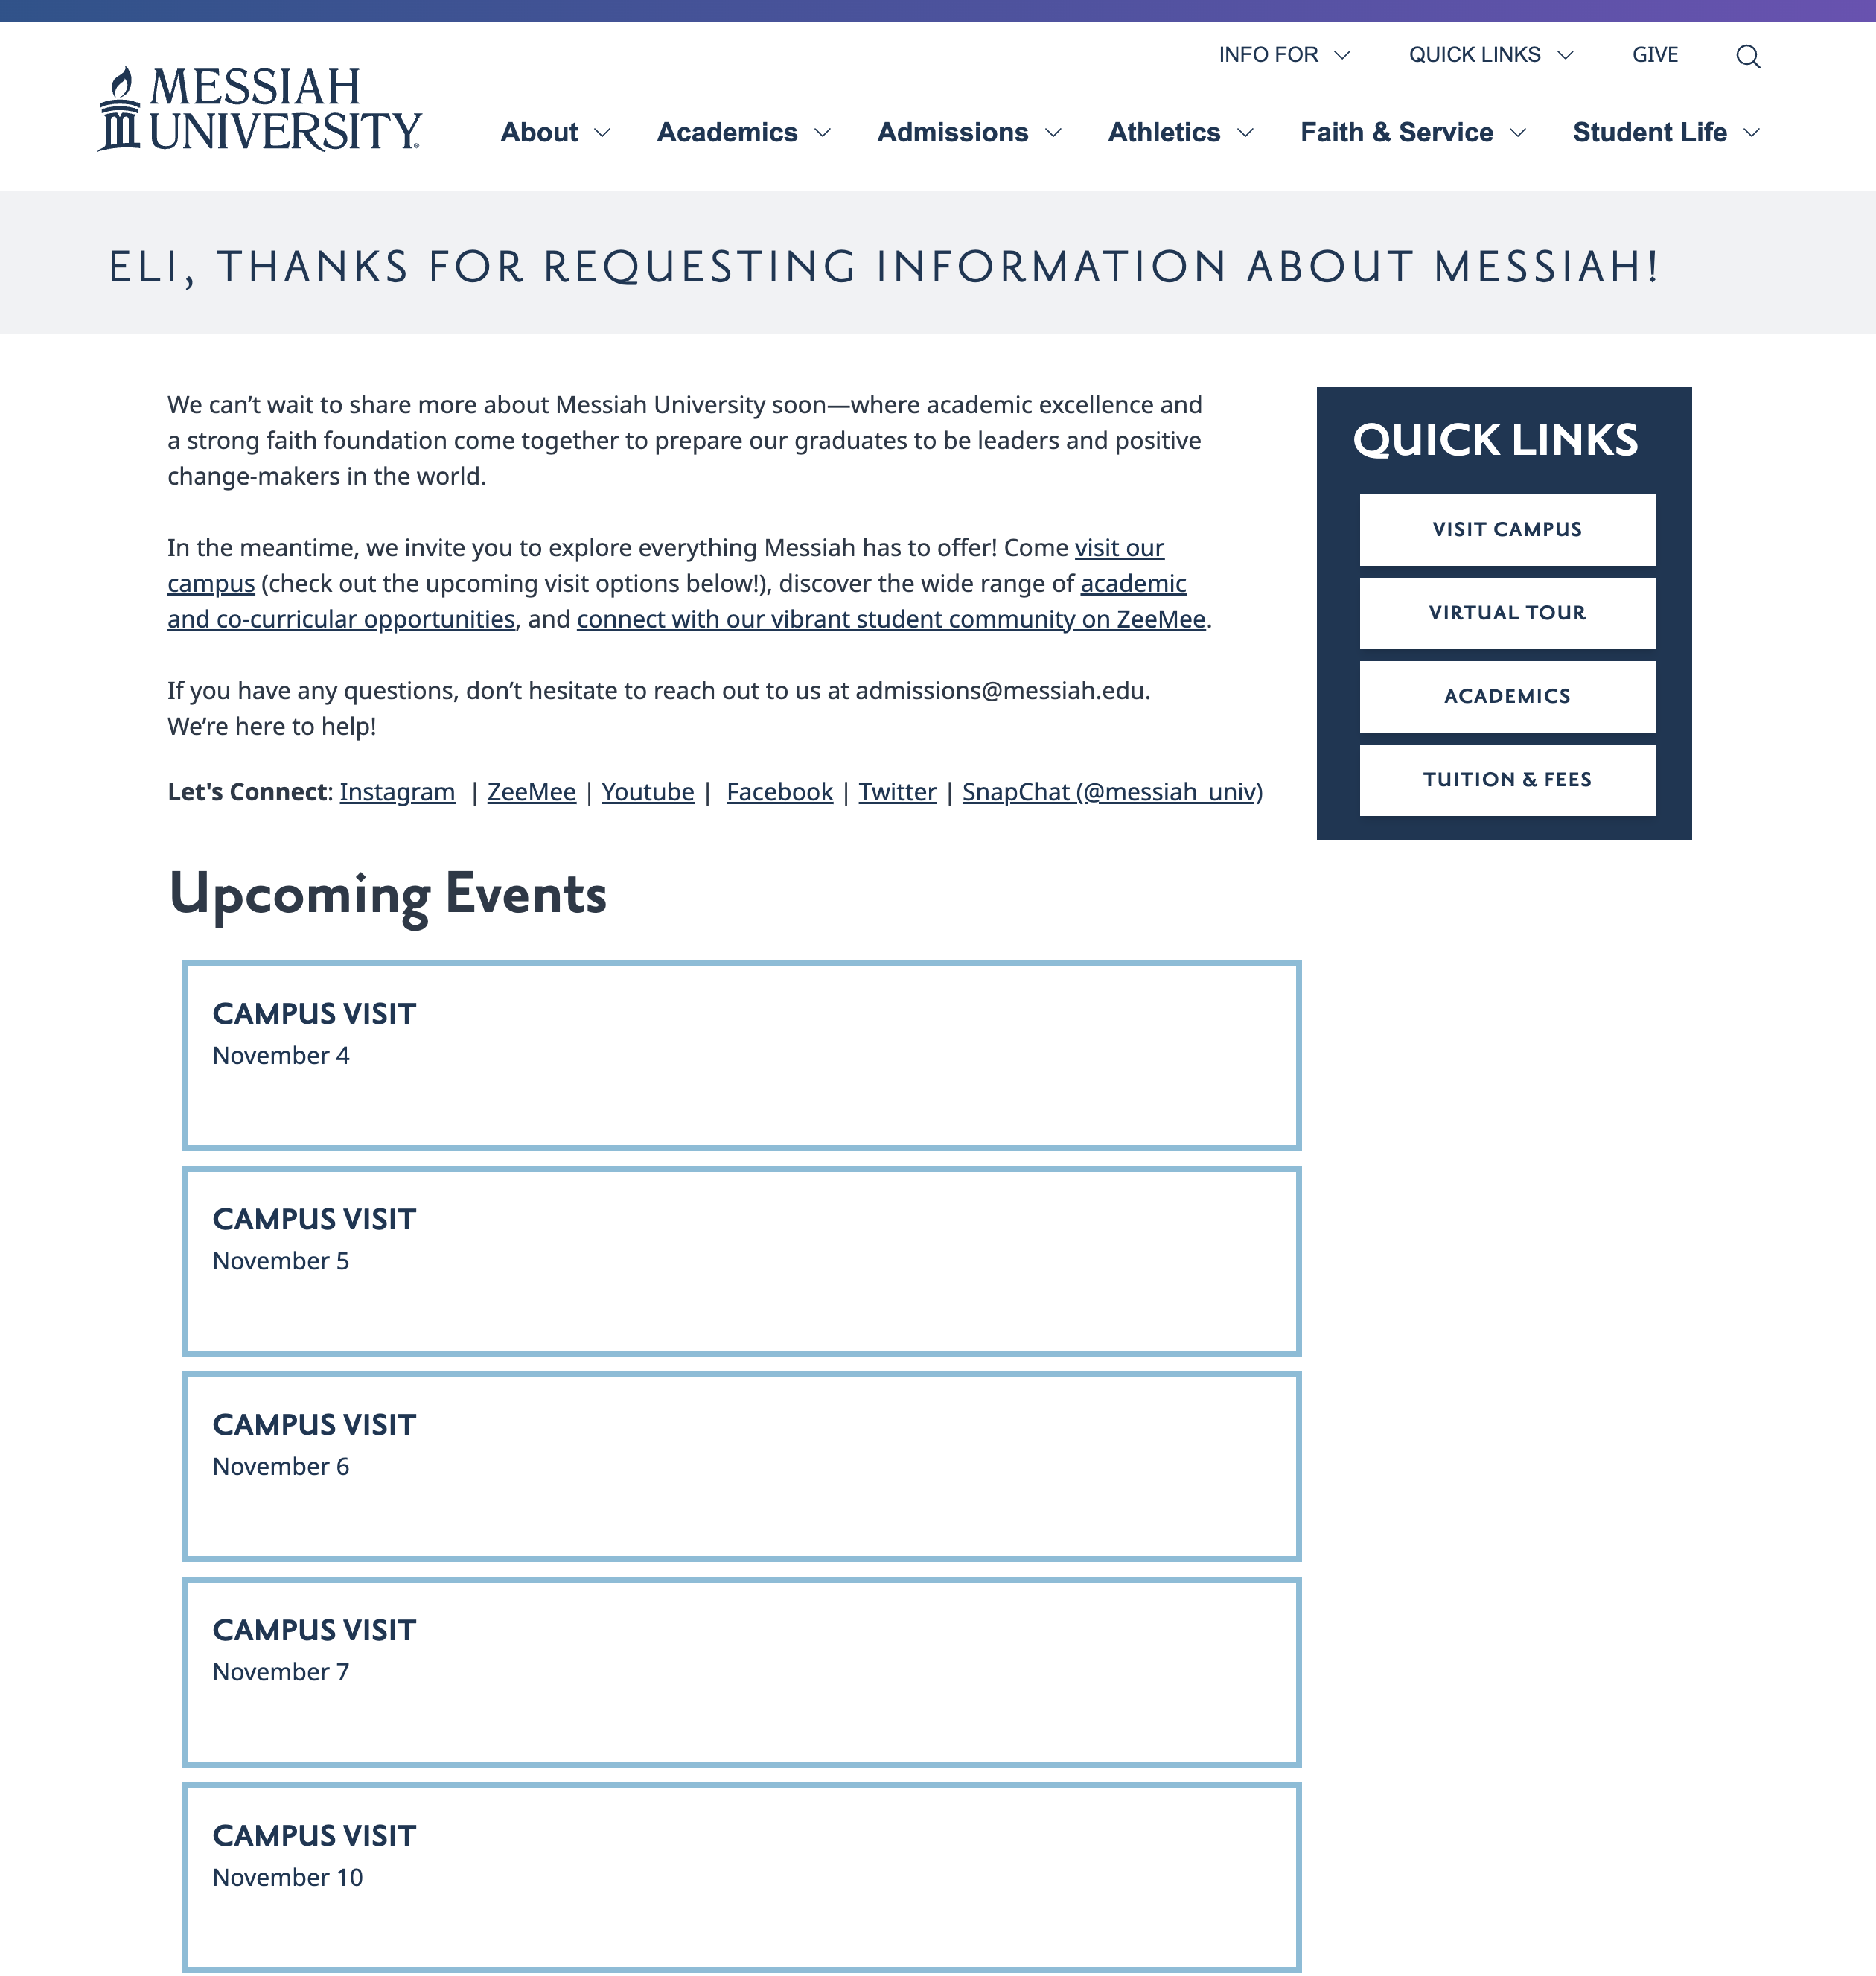 INFO FOR
QUICK LINKS
GIVE
MESSIAH
UNIVERSITY®
About
Academics
Admissions
Athletics
Faith & Service
Student Life
ELI, THANKS FOR REQUESTING INFORMATION ABOUT MESSIAH!
We can’t wait to share more about Messiah University soon—where academic excellence and
a strong faith foundation come together to prepare our graduates to be leaders and positive
change-makers in the world.
In the meantime, we invite you to explore everything Messiah has to offer! Come visit our
campus (check out the upcoming visit options below!), discover the wide range of academic
and co-curricular opportunities, and connect with our vibrant student community on ZeeMee.
If you have any questions, don’t hesitate to reach out to us at admissions@messiah.edu.
We’re here to help!
Let's Connect: Instagram | ZeeMee | Youtube | Facebook | Twitter | SnapChat (@messiah_univ)
QUICK LINKS
VISIT CAMPUS
VIRTUAL TOUR
ACADEMICS
TUITION & FEES
Upcoming Events
CAMPUS VISIT
November 4
CAMPUS VISIT
November 5
CAMPUS VISIT
November 6
CAMPUS VISIT
November 7
CAMPUS VISIT
November 10